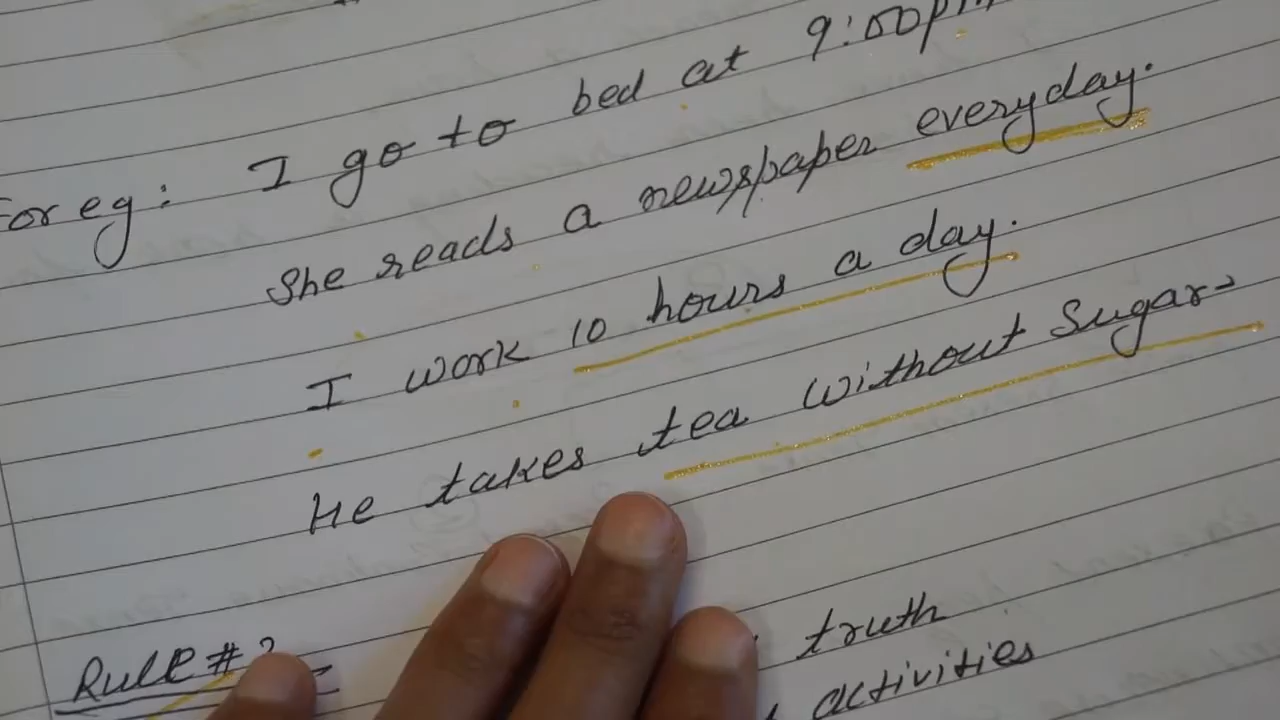 For eg: I go to bed at 9:00pm
She reads a newspaper everyday.
I work 10 hours a day.
He takes tea without Sugar
Rule #
truth
activities